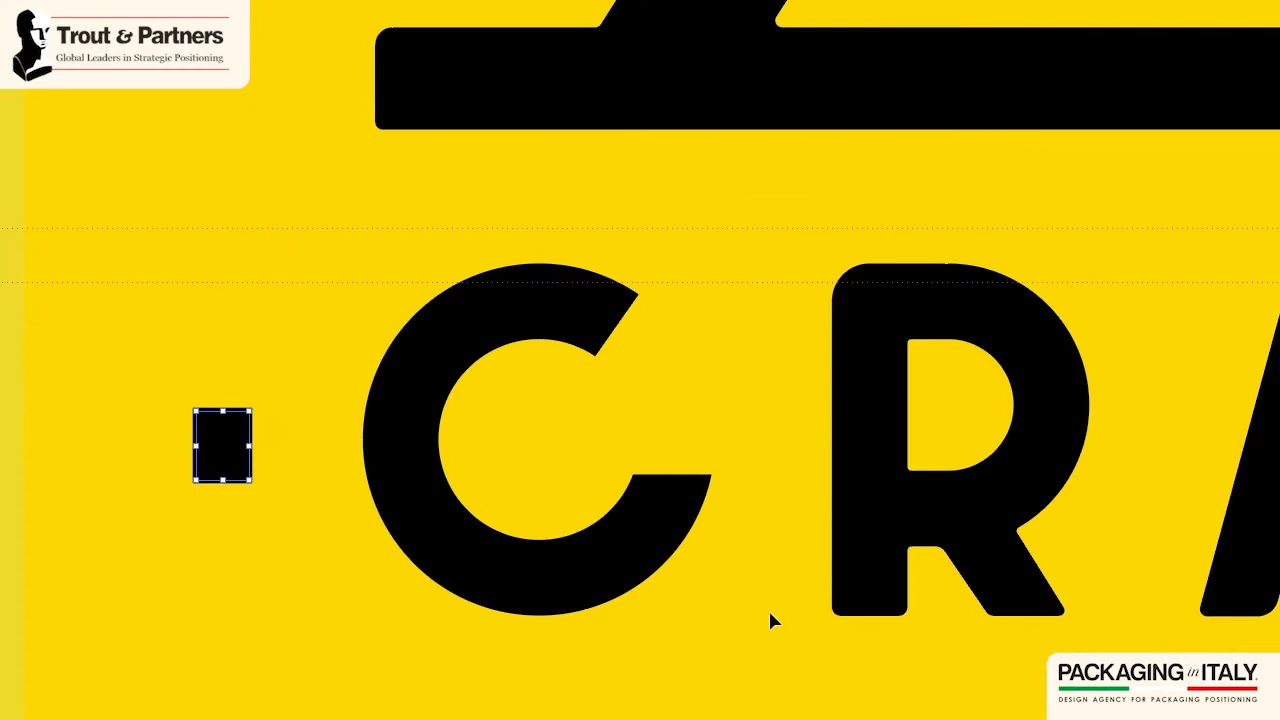 Trout & Partners
Global Leaders in Strategic Positioning
CR
PACKAGING in ITALY
DESIGN AGENCY FOR PACKAGING POSITIONING